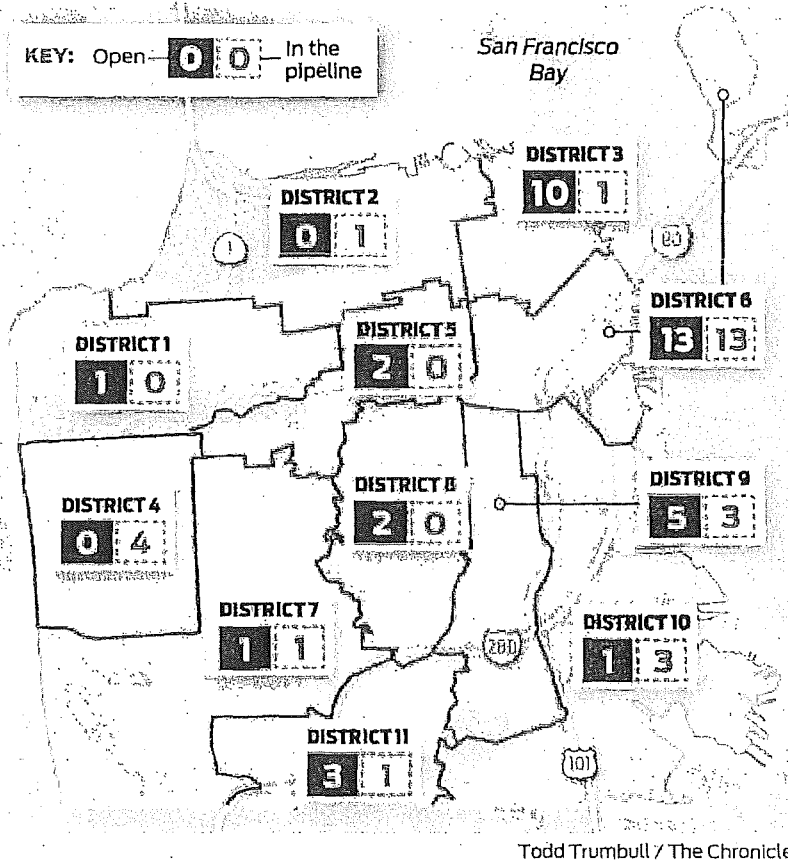 KEY: Open 0 0 In the
pipeline
San Francisco
Bay
DISTRICT 3
10 1
DISTRICT 2
0 1
1
80
DISTRICT 6
13 13
DISTRICT 5
2 0
DISTRICT 1
1 0
DISTRICT 8
2 0
DISTRICT 9
5 3
DISTRICT 4
0 4
DISTRICT 7
1 1
DISTRICT 10
1 3
280
DISTRICT 11
3 1
101
Todd Trumbull / The Chronicle